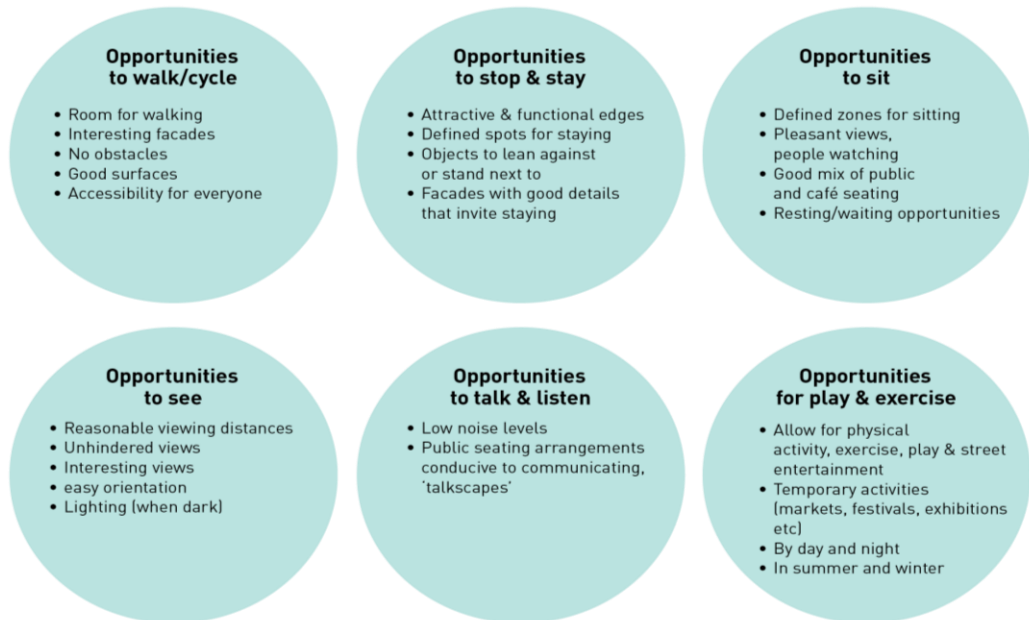 Opportunities
to walk/cycle
• Room for walking
• Interesting facades
• No obstacles
• Good surfaces
• Accessibility for everyone
Opportunities
to stop & stay
• Attractive & functional edges
• Defined spots for staying
• Objects to lean against
or stand next to
• Facades with good details
that invite staying
Opportunities
to sit
• Defined zones for sitting
• Pleasant views,
people watching
• Good mix of public
and café seating
• Resting/waiting opportunities
Opportunities
to see
• Reasonable viewing distances
• Unhindered views
• Interesting views
• easy orientation
• Lighting (when dark)
Opportunities
to talk & listen
• Low noise levels
• Public seating arrangements
conducive to communicating,
‘talkscapes’
Opportunities
for play & exercise
• Allow for physical
activity, exercise, play & street
entertainment
• Temporary activities
(markets, festivals, exhibitions
etc)
• By day and night
• In summer and winter